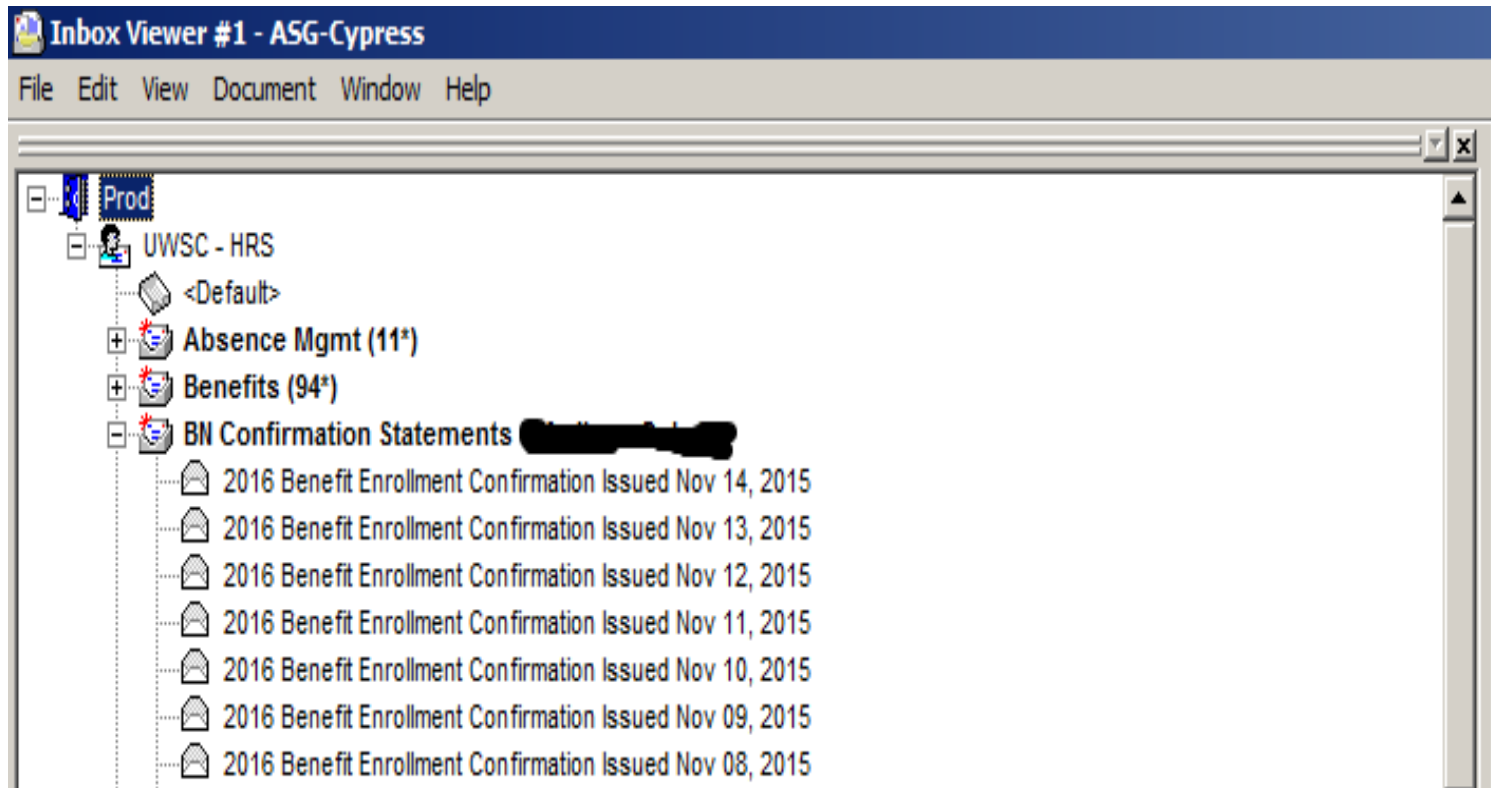 Inbox Viewer #1 - ASG-Cypress
File Edit View Document Window Help
Prod
UWSC - HRS
<Default>
Absence Mgmt (11*)
Benefits (94*)
BN Confirmation Statements
2016 Benefit Enrollment Confirmation Issued Nov 14, 2015
2016 Benefit Enrollment Confirmation Issued Nov 13, 2015
2016 Benefit Enrollment Confirmation Issued Nov 12, 2015
2016 Benefit Enrollment Confirmation Issued Nov 11, 2015
2016 Benefit Enrollment Confirmation Issued Nov 10, 2015
2016 Benefit Enrollment Confirmation Issued Nov 09, 2015
2016 Benefit Enrollment Confirmation Issued Nov 08, 2015